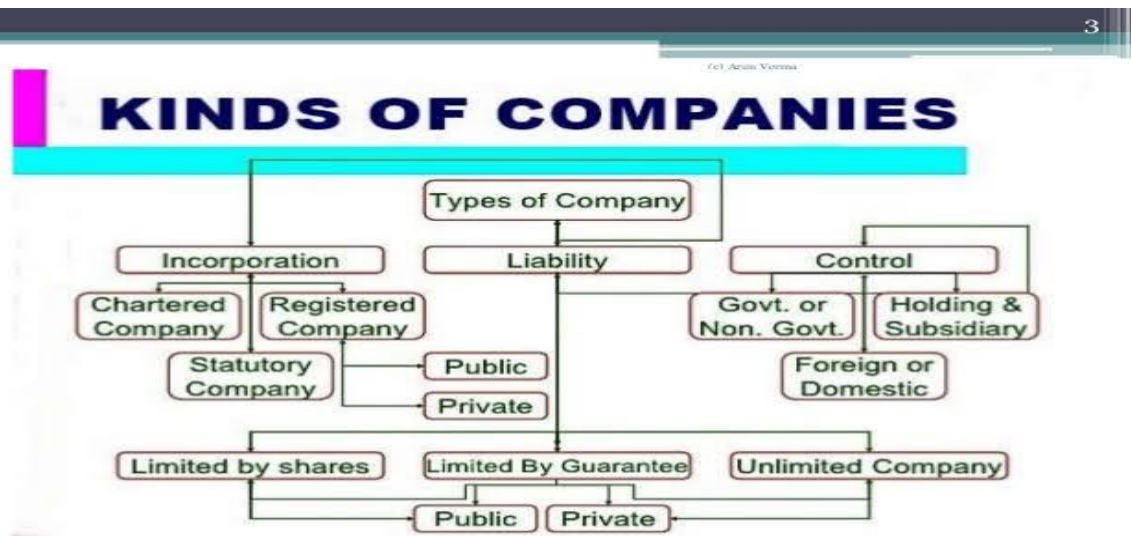 3
(c) Arun Verma
KINDS OF COMPANIES
Types of Company
Incorporation
Liability
Control
Chartered
Company
Registered
Company
Govt. or
Non. Govt.
Holding &
Subsidiary
Statutory
Company
Public
Private
Foreign or
Domestic
Limited by shares
Limited By Guarantee
Unlimited Company
Public
Private